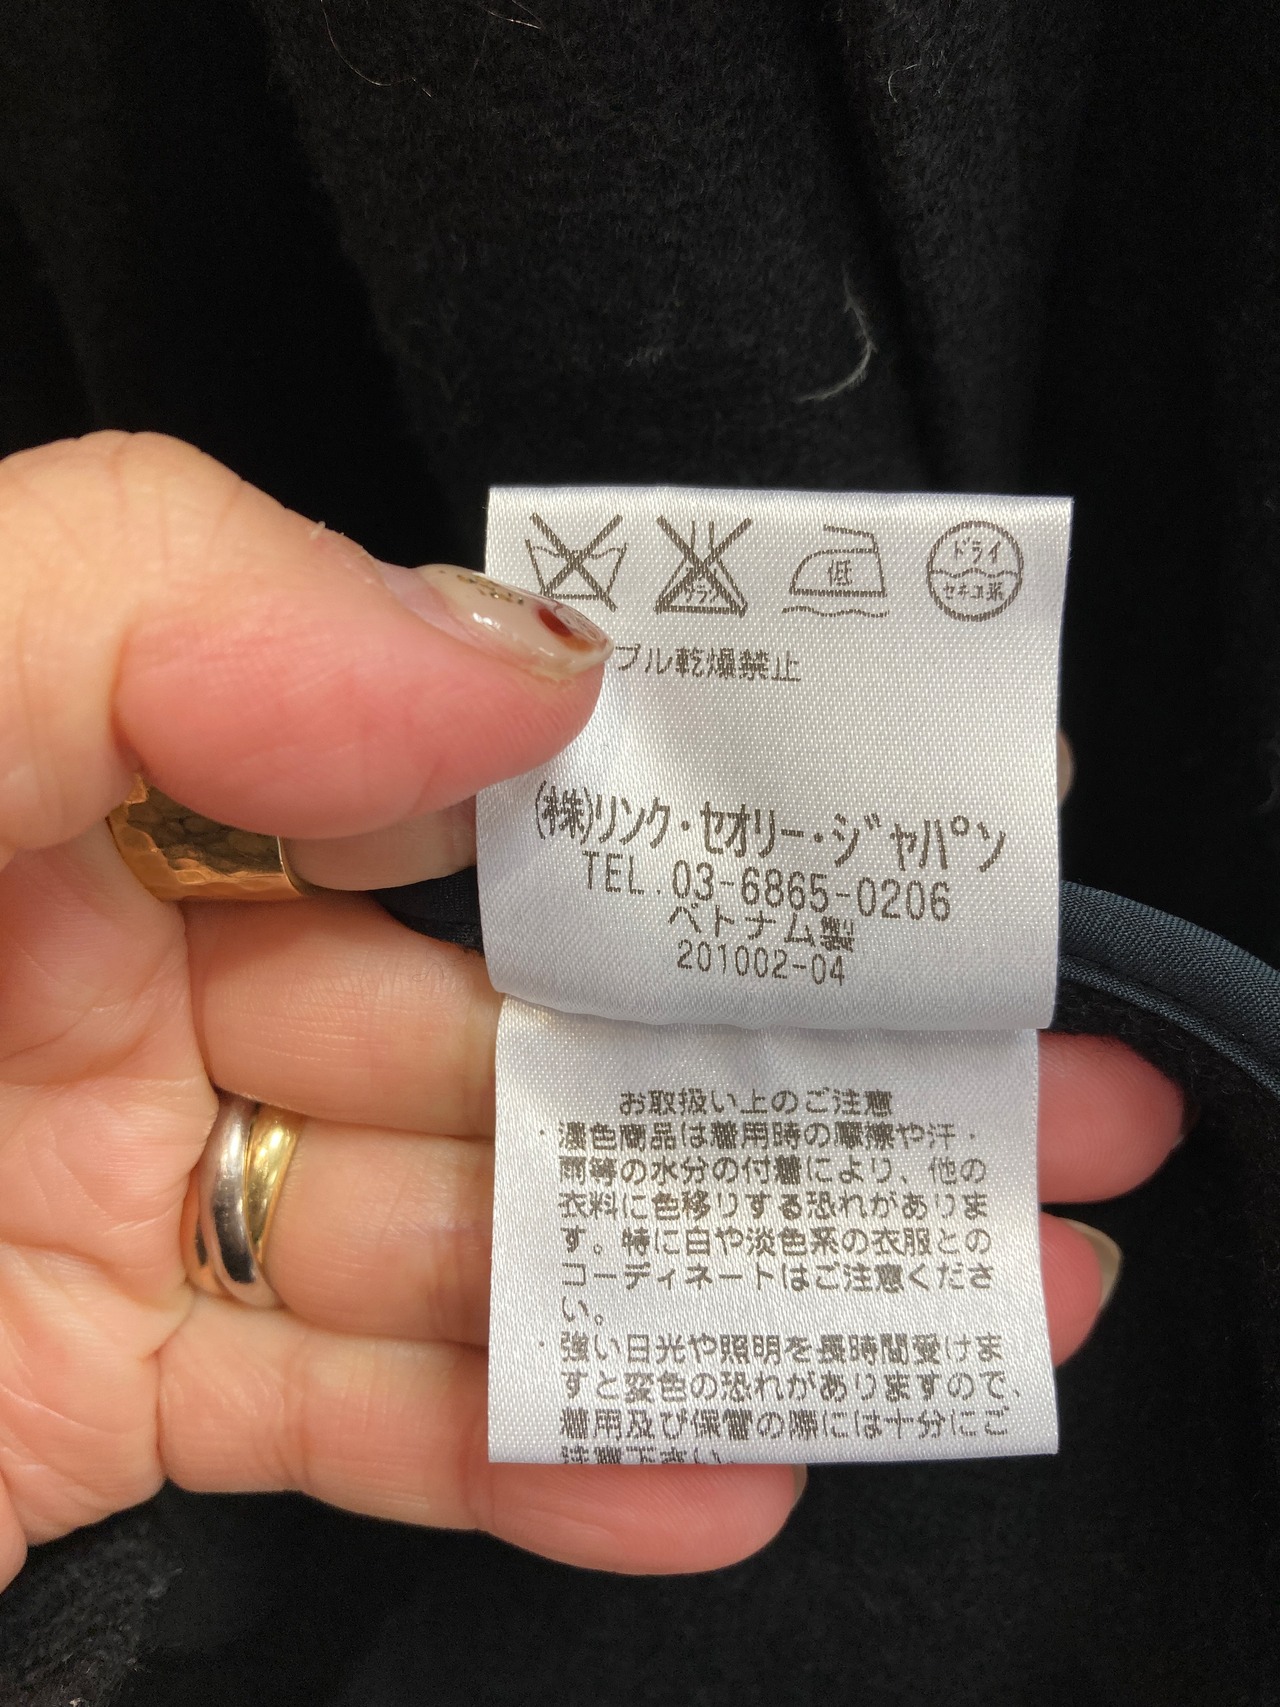 サラシ
低
ドライ
セキユ系
ブル乾燥禁止
(株)リンク・セオリー・ジャパン
TEL.03-6865-0206
ベトナム製
201002-04
お取扱い上のご注意
・濃色商品は着用時の摩擦や汗・
雨等の水分の付着により、他の
衣料に色移りする恐れがありま
す。特に白や淡色系の衣服との
コーディネートはご注意くださ
い。
・強い日光や照明を長時間受けま
すと変色の恐れがありますので、
着用及び保管の際には十分にご
注意下さい。